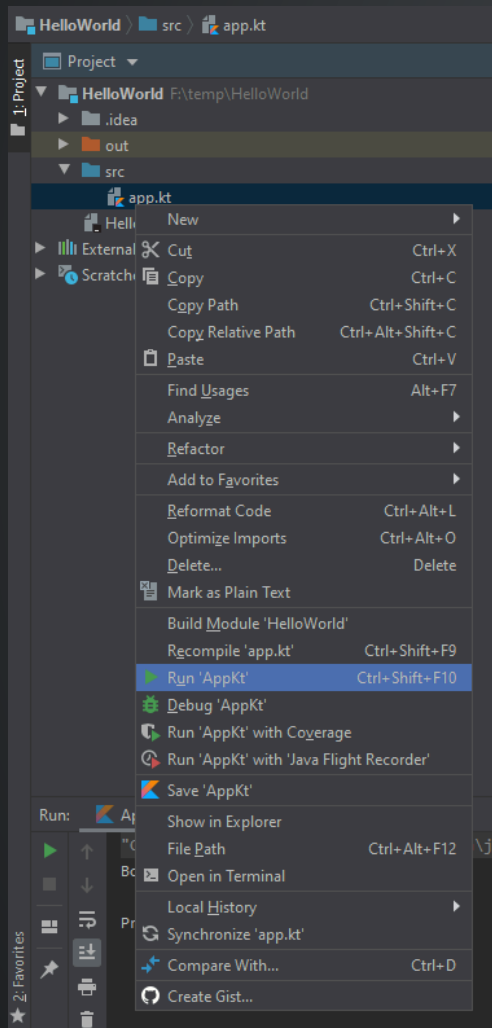 HelloWorld src app.kt
1: Project
Project
HelloWorld F:\temp\HelloWorld
.idea
out
src
app.kt
External
New
Cut Ctrl+X
Copy Ctrl+C
Copy Path Ctrl+Shift+C
Copy Relative Path Ctrl+Alt+Shift+C
Paste Ctrl+V
Find Usages Alt+F7
Analyze
Refactor
Add to Favorites
Reformat Code Ctrl+Alt+L
Optimize Imports Ctrl+Alt+O
Delete... Delete
Mark as Plain Text
Build Module 'HelloWorld'
Recompile 'app.kt' Ctrl+Shift+F9
Run 'AppKt' Ctrl+Shift+F10
Debug 'AppKt'
Run 'AppKt' with Coverage
Run 'AppKt' with 'Java Flight Recorder'
Save 'AppKt'
Show in Explorer
File Path Ctrl+Alt+F12
Open in Terminal
Local History
Synchronize 'app.kt'
Compare With... Ctrl+D
Create Gist...
Run:
2: Favorites